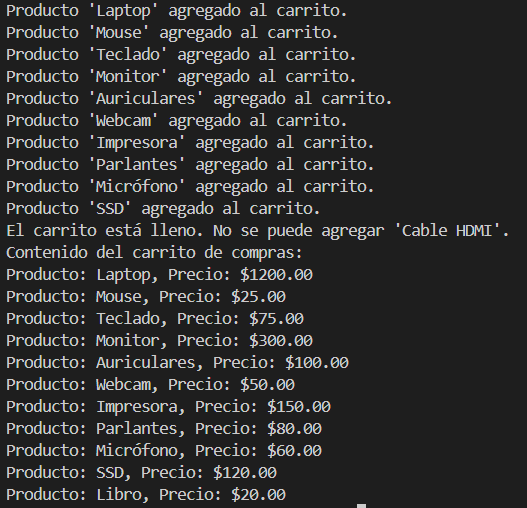 Producto 'Laptop' agregado al carrito.
Producto 'Mouse' agregado al carrito.
Producto 'Teclado' agregado al carrito.
Producto 'Monitor' agregado al carrito.
Producto 'Auriculares' agregado al carrito.
Producto 'Webcam' agregado al carrito.
Producto 'Impresora' agregado al carrito.
Producto 'Parlantes' agregado al carrito.
Producto 'Micrófono' agregado al carrito.
Producto 'SSD' agregado al carrito.
El carrito está lleno. No se puede agregar 'Cable HDMI'.
Contenido del carrito de compras:
Producto: Laptop, Precio: $1200.00
Producto: Mouse, Precio: $25.00
Producto: Teclado, Precio: $75.00
Producto: Monitor, Precio: $300.00
Producto: Auriculares, Precio: $100.00
Producto: Webcam, Precio: $50.00
Producto: Impresora, Precio: $150.00
Producto: Parlantes, Precio: $80.00
Producto: Micrófono, Precio: $60.00
Producto: SSD, Precio: $120.00
Producto: Libro, Precio: $20.00